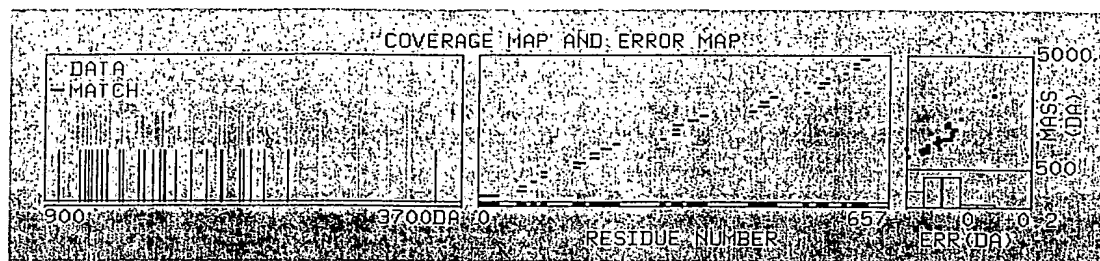 COVERAGE MAP AND ERROR MAP
DATA
MATCH
5000
MASS (DA)
500
900
3700DA
0
657
0
0.2
RESIDUE NUMBER
ERR(DA)